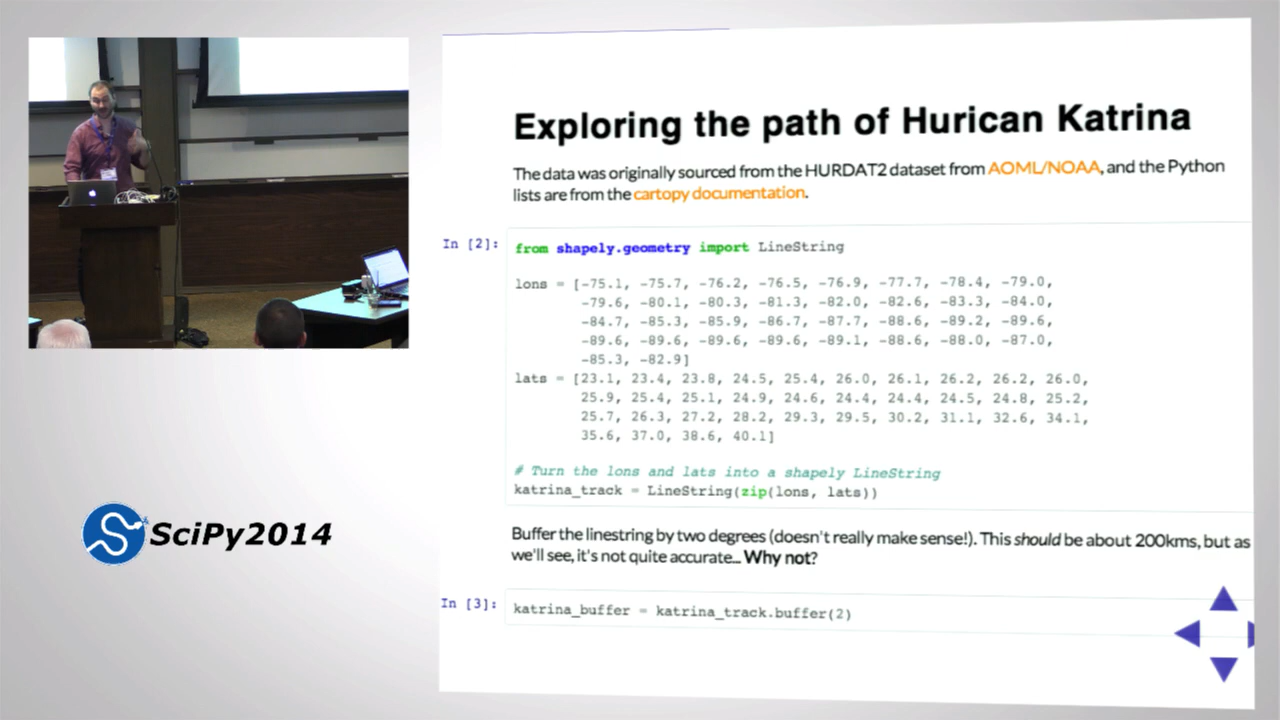 Exploring the path of Hurican Katrina
The data was originally sourced from the HURDAT2 dataset from AOML/NOAA, and the Python
lists are from the cartopy documentation.
In [2]:
from shapely.geometry import LineString
lons = [-75.1, -75.7, -76.2, -76.5, -76.9, -77.7, -78.4, -79.0,
-79.6, -80.1, -80.3, -81.3, -82.0, -82.6, -83.3, -84.0,
-84.7, -85.3, -85.9, -86.7, -87.7, -88.6, -89.2, -89.6,
-89.6, -89.6, -89.6, -89.6, -89.1, -88.6, -88.0, -87.0,
-85.3, -82.9]
lats = [23.1, 23.4, 23.8, 24.5, 25.4, 26.0, 26.1, 26.2, 26.2, 26.0,
25.9, 25.4, 25.1, 24.9, 24.6, 24.4, 24.4, 24.5, 24.8, 25.2,
25.7, 26.3, 27.2, 28.2, 29.3, 29.5, 30.2, 31.1, 32.6, 34.1,
35.6, 37.0, 38.6, 40.1]
# Turn the lons and lats into a shapely LineString
katrina_track = LineString(zip(lons, lats))
Buffer the linestring by two degrees (doesn't really make sense!). This should be about 200kms, but as
we'll see, it's not quite accurate... Why not?
In [3]:
katrina_buffer = katrina_track.buffer(2)
SciPy2014